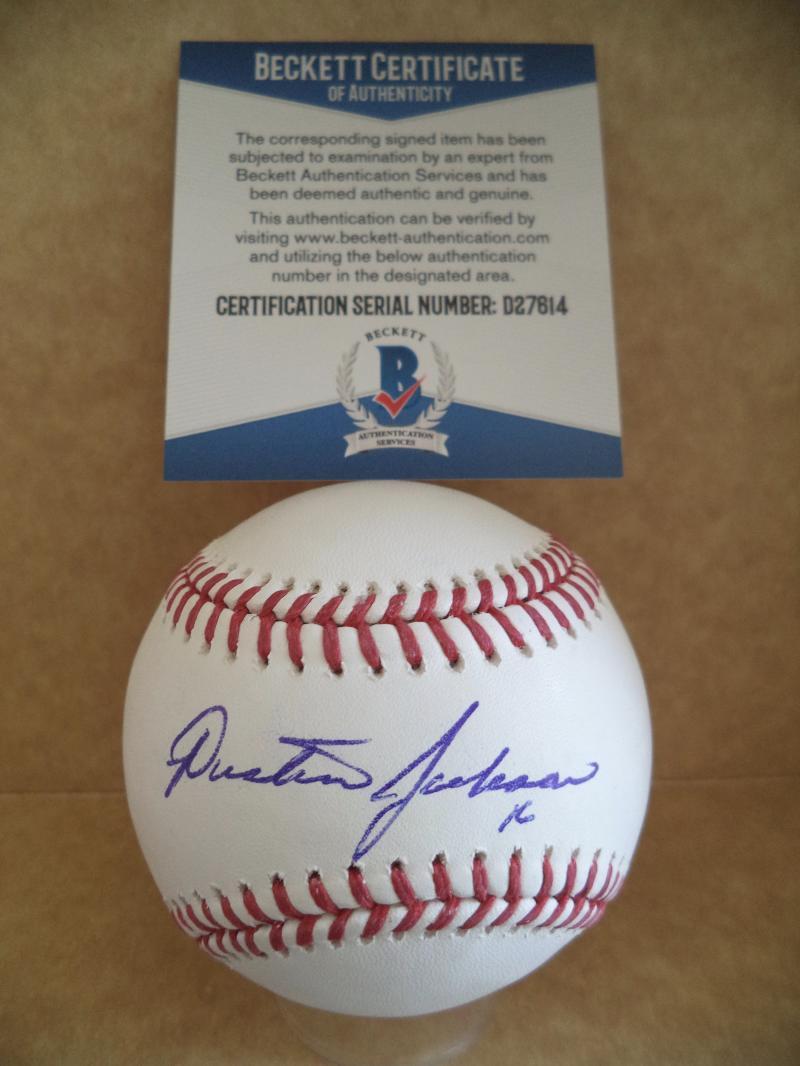 BECKETT CERTIFICATE
OF AUTHENTICITY
The corresponding signed item has been
subjected to examination by an expert from
Beckett Authentication Services and has
been deemed authentic and genuine.
This authentication can be verified by
visiting www.beckett-authentication.com
and utilizing the below authentication
number in the designated area.
CERTIFICATION SERIAL NUMBER: D27614
BECKETT
B
AUTHENTICATION
SERVICES
Dustin Jackson
16